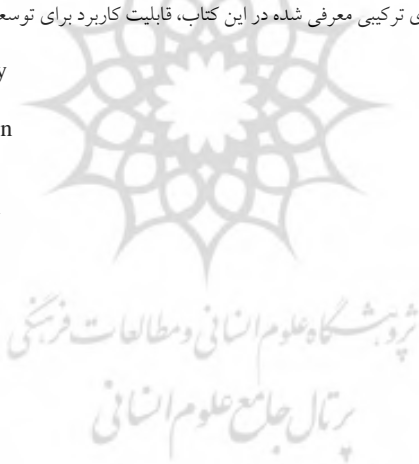 ی ترکیبی معرفی شده در این کتاب، قابلیت کاربرد برای توسع
y
n
پژوهشگاه علوم انسانی و مطالعات فرهنگی
پرتال جامع علوم انسانی